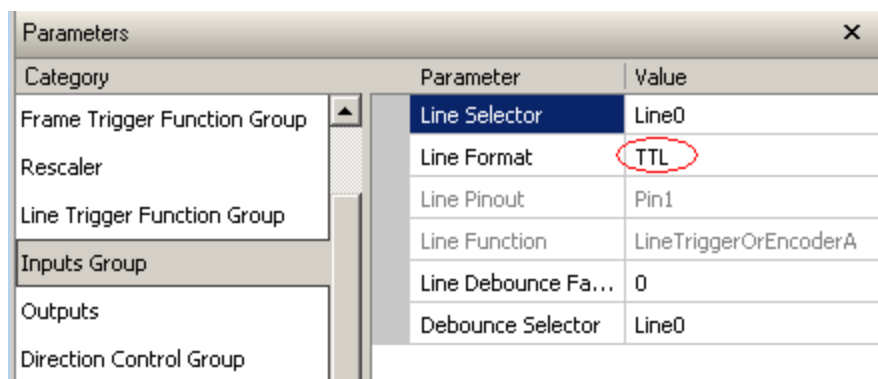 Parameters
Category
Parameter Value
Frame Trigger Function Group
Line Selector Line0
Rescaler
Line Format TTL
Line Trigger Function Group
Line Pinout Pin1
Inputs Group
Line Function LineTriggerOrEncoderA
Outputs
Line Debounce Fa... 0
Direction Control Group
Debounce Selector Line0